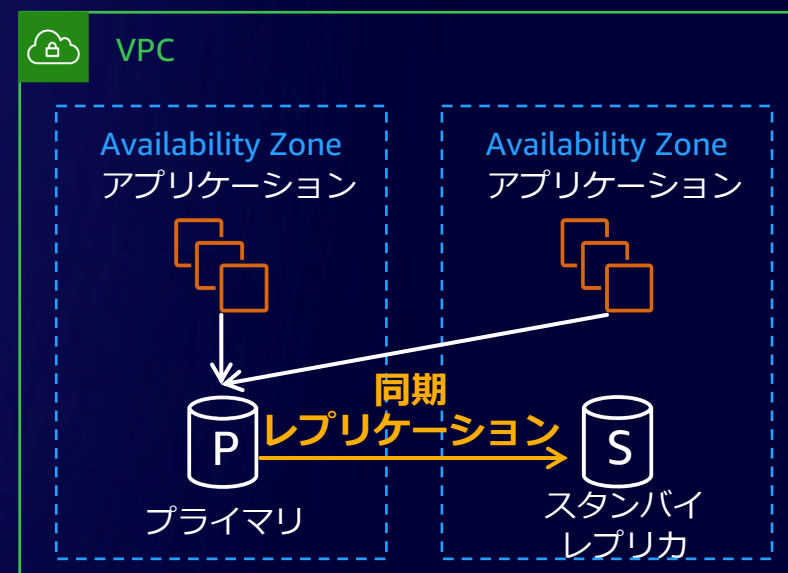 VPC
Availability Zone
アプリケーション
Availability Zone
アプリケーション
同期
レプリケーション
P
プライマリ
S
スタンバイ
レプリカ